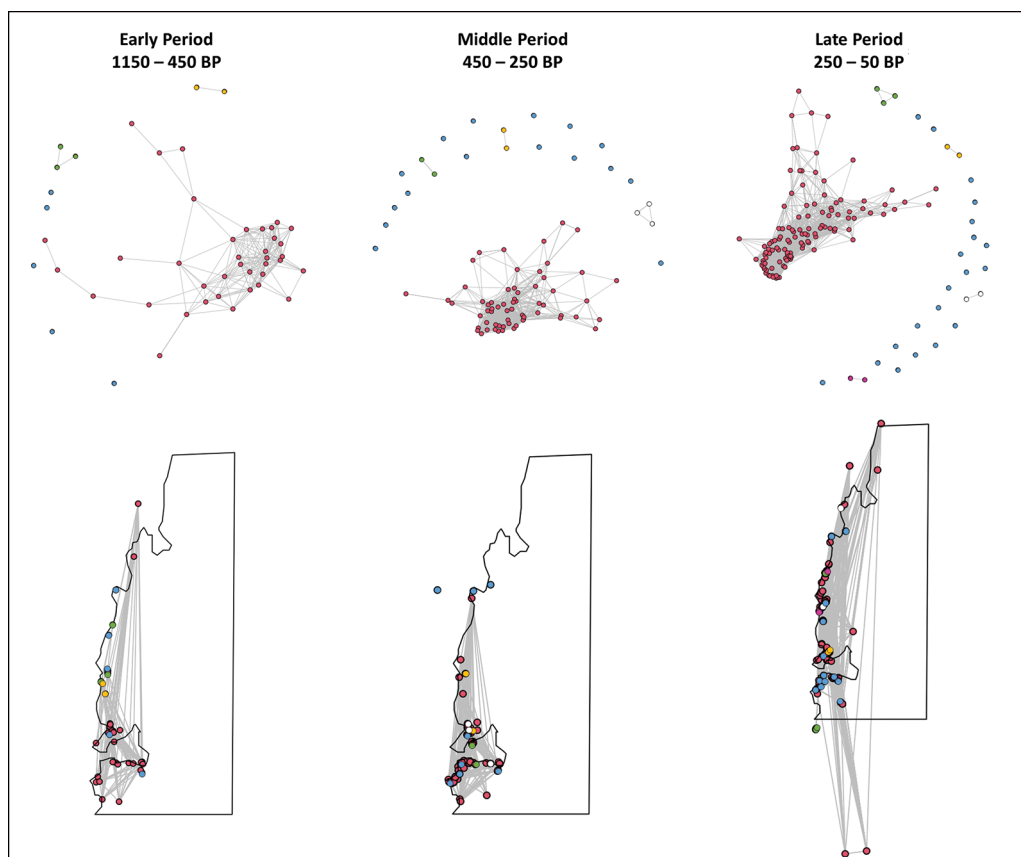 Early Period
1150 – 450 BP
Middle Period
450 – 250 BP
Late Period
250 – 50 BP